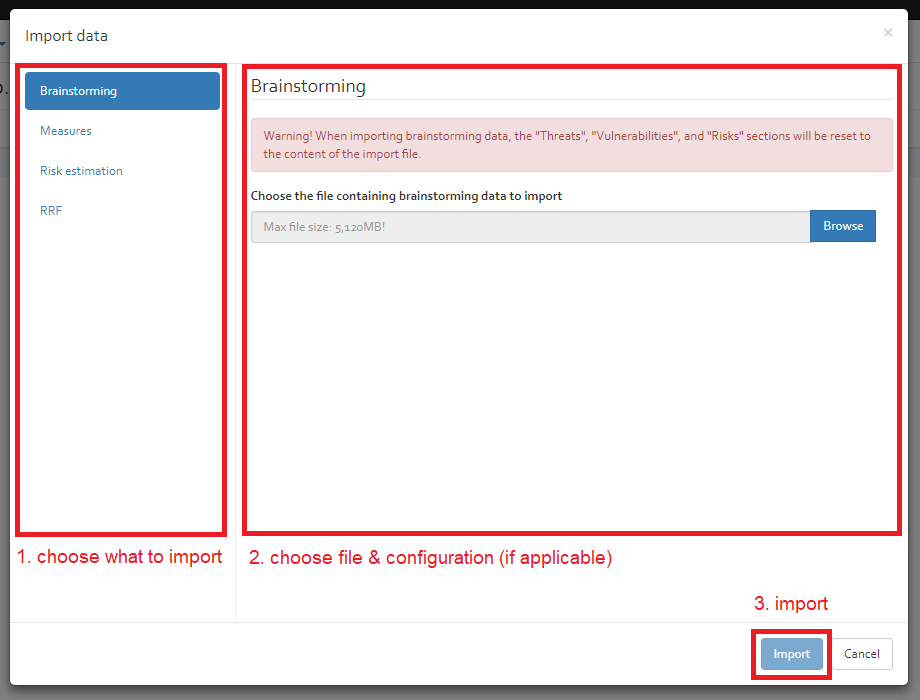 Import data
×
Brainstorming
Measures
Risk estimation
RRF
Brainstorming
Warning! When importing brainstorming data, the "Threats", "Vulnerabilities", and "Risks" sections will be reset to
the content of the import file.
Choose the file containing brainstorming data to import
Max file size: 5,120MB!
Browse
1. choose what to import
2. choose file & configuration (if applicable)
3. import
Import
Cancel